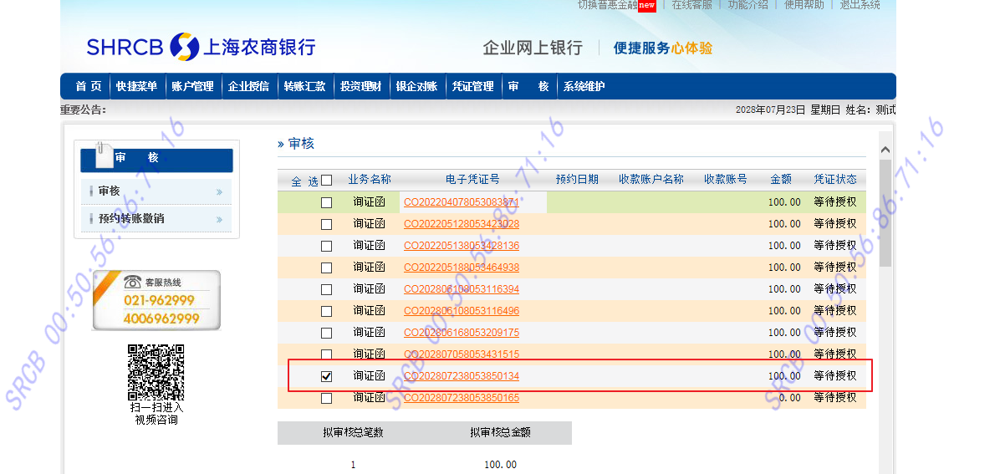 切换普惠金融new | 在线客服 | 功能介绍 | 使用帮助 | 退出系统
SHRCB 上海农商银行 企业网上银行 便捷服务心体验
首 页 快捷菜单 账户管理 企业授信 转账汇款 投资理财 银企对账 凭证管理 审 核 系统维护
重要公告: 2028年07月23日 星期日 姓名: 测试
审 核
审核 »
预约转账撤销 »
客服热线
021-962999
4006962999
扫一扫进入
视频咨询
» 审核
全 选 业务名称 电子凭证号 预约日期 收款账户名称 收款账号 金额 凭证状态
询证函 CO202204078053083871 100.00 等待授权
询证函 CO202205128053423028 100.00 等待授权
询证函 CO202205138053428136 100.00 等待授权
询证函 CO202205188053464938 100.00 等待授权
询证函 CO202806108053116394 100.00 等待授权
询证函 CO202806108053116496 100.00 等待授权
询证函 CO202806168053209175 100.00 等待授权
询证函 CO202807058053431515 100.00 等待授权
询证函 CO202807238053850134 100.00 等待授权
询证函 CO202807238053850165 0.00 等待授权
拟审核总笔数 拟审核总金额
1 100.00
SRCB 00:50:56:86:71:16
SRCB 00:50:56:86:71:16
SRCB 00:50:56:86:71:16